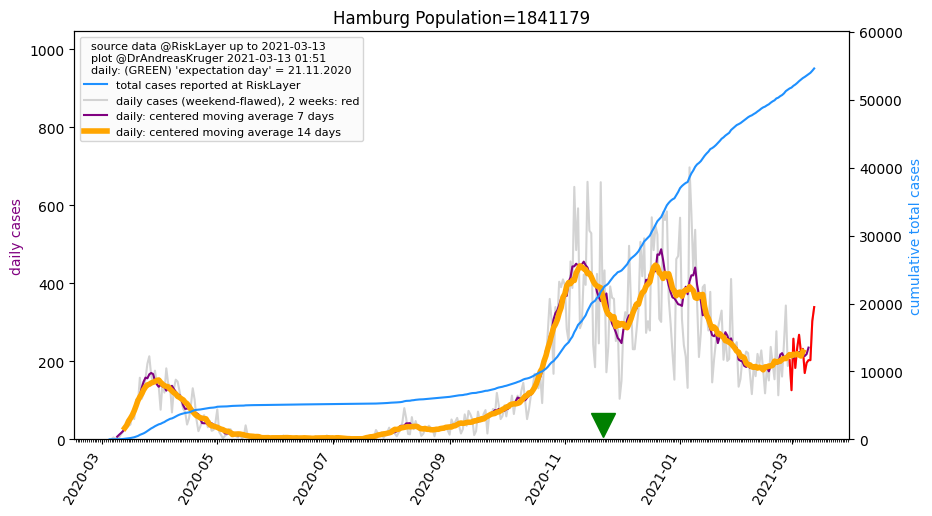 Hamburg Population=1841179
source data @RiskLayer up to 2021-03-13
plot @DrAndreasKruger 2021-03-13 01:51
daily: (GREEN) 'expectation day' = 21.11.2020
total cases reported at RiskLayer
daily cases (weekend-flawed), 2 weeks: red
daily: centered moving average 7 days
daily: centered moving average 14 days
daily cases
1000
800
600
400
200
0
cumulative total cases
60000
50000
40000
30000
20000
10000
0
2020-03
2020-05
2020-07
2020-09
2020-11
2021-01
2021-03